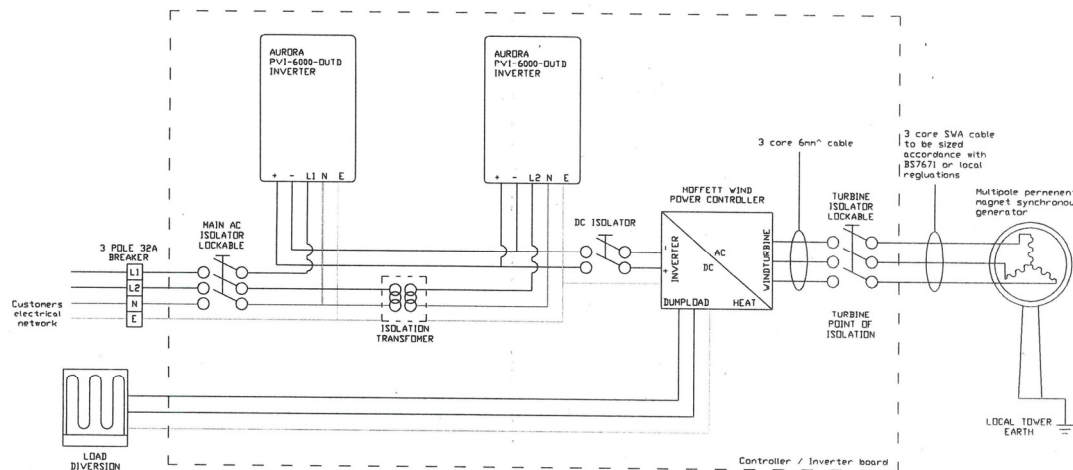 AURORA
PVI-6000-OUTD
INVERTER
+ - L1 N E
AURORA
PVI-6000-OUTD
INVERTER
+ - L2 N E
3 core 6mm^ cable
3 core SWA cable
to be sized
accordance with
BS7671 or local
regluations
Multipole pernenent
magnet synchronous
generator
MOFFETT WIND
POWER CONTROLLER
TURBINE
ISOLATOR
LOCKABLE
DC ISOLATOR
MAIN AC
ISOLATOR
LOCKABLE
3 POLE 32A
BREAKER
L1
L2
N
E
Customers
electrical
network
ISOLATION
TRANSFOMER
- +
INVERTER
AC
DC
WINDTURBINE
DUMPLOAD HEAT
TURBINE
POINT OF
ISOLATION
LOCAL TOWER
EARTH
LOAD
DIVERSION
Controller / Inverter board